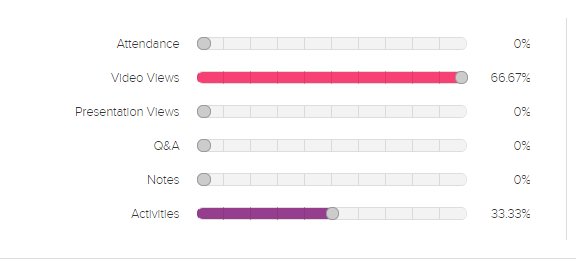 Attendance 0%
Video Views 66.67%
Presentation Views 0%
Q&A 0%
Notes 0%
Activities 33.33%